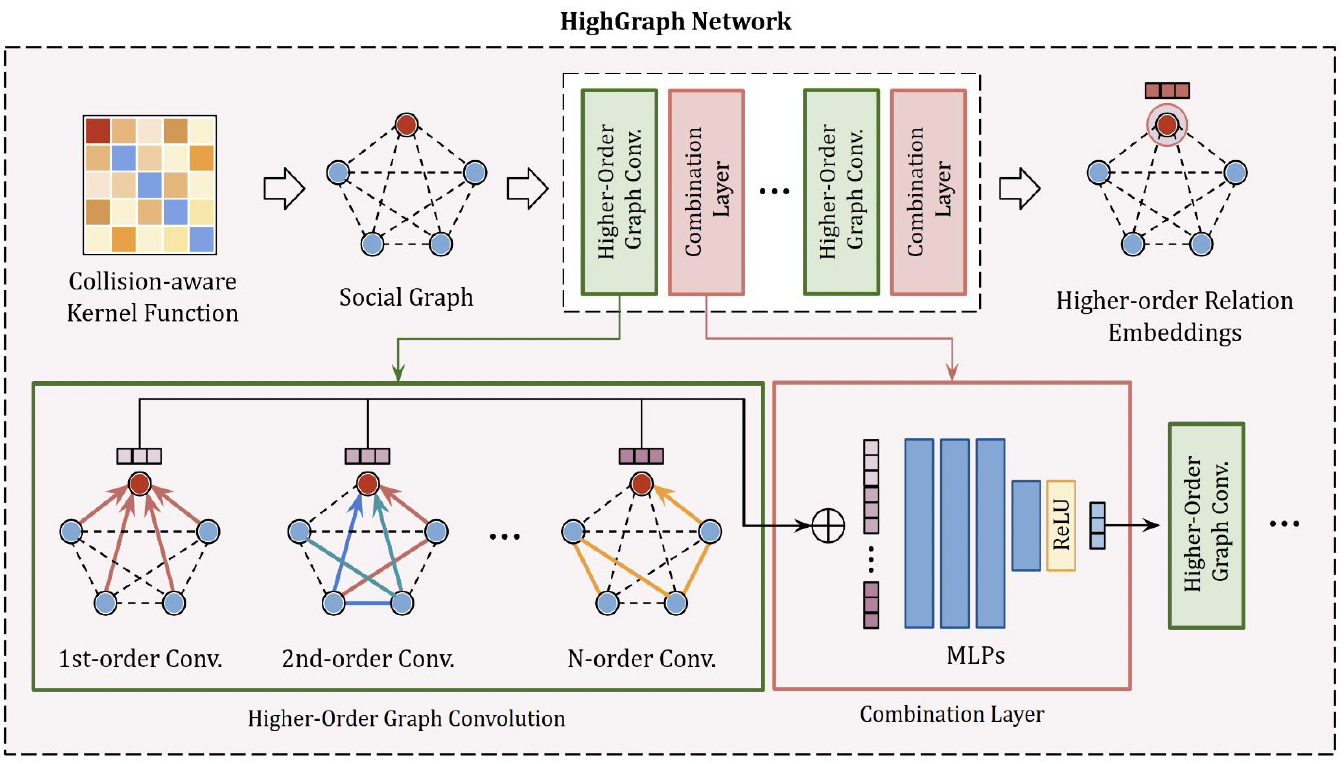 HighGraph Network
Collision-aware
Kernel Function
Social Graph
Higher-Order
Graph Conv.
Combination
Layer
...
Higher-Order
Graph Conv.
Combination
Layer
Higher-order Relation
Embeddings
1st-order Conv.
2nd-order Conv.
...
N-order Conv.
Higher-Order Graph Convolution
ReLU
MLPs
Combination Layer
Higher-Order
Graph Conv.
...